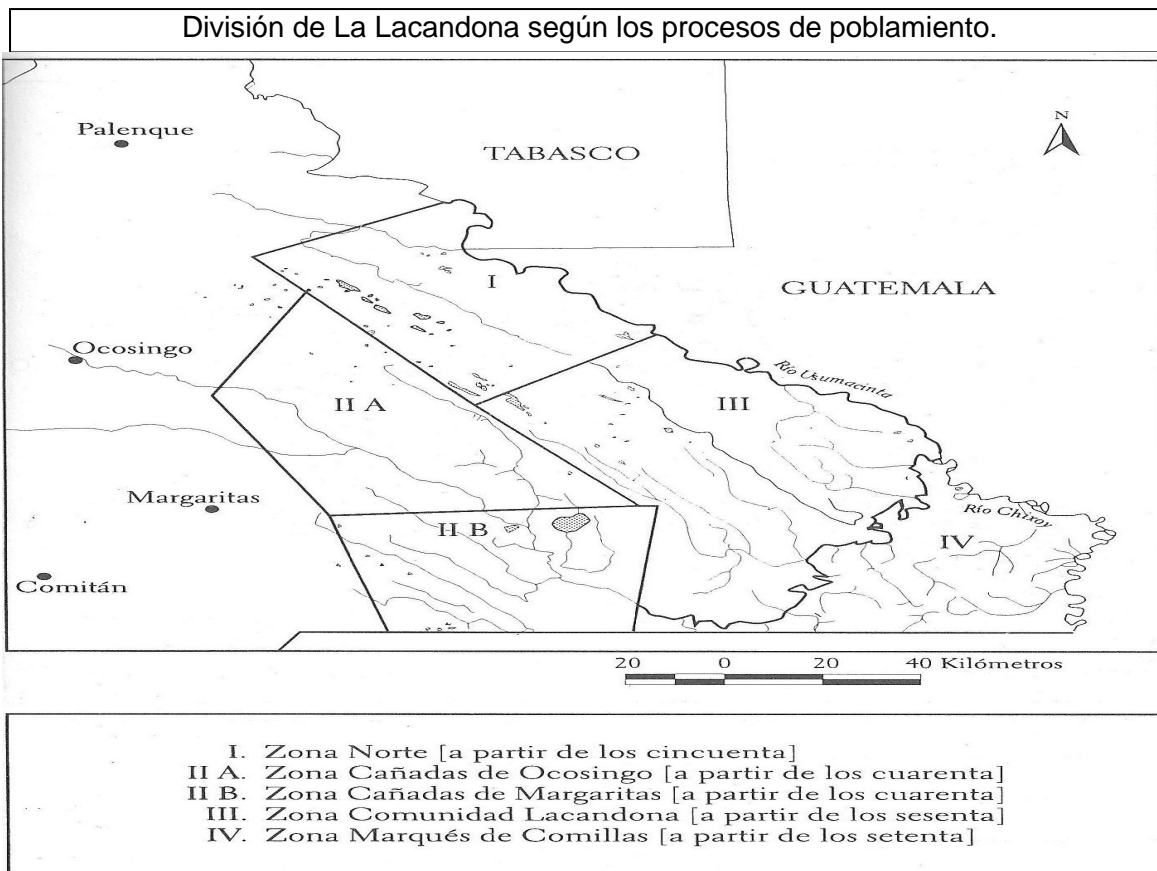 División de La Lacandona según los procesos de poblamiento.
N
Palenque
TABASCO
I
GUATEMALA
Ocosingo
Río Usumacinta
II A
III
Margaritas
II B
Río Chixoy
IV
Comitán
20 0 20 40 Kilómetros
I. Zona Norte [a partir de los cincuenta]
II A. Zona Cañadas de Ocosingo [a partir de los cuarenta]
II B. Zona Cañadas de Margaritas [a partir de los cuarenta]
III. Zona Comunidad Lacandona [a partir de los sesenta]
IV. Zona Marqués de Comillas [a partir de los setenta]